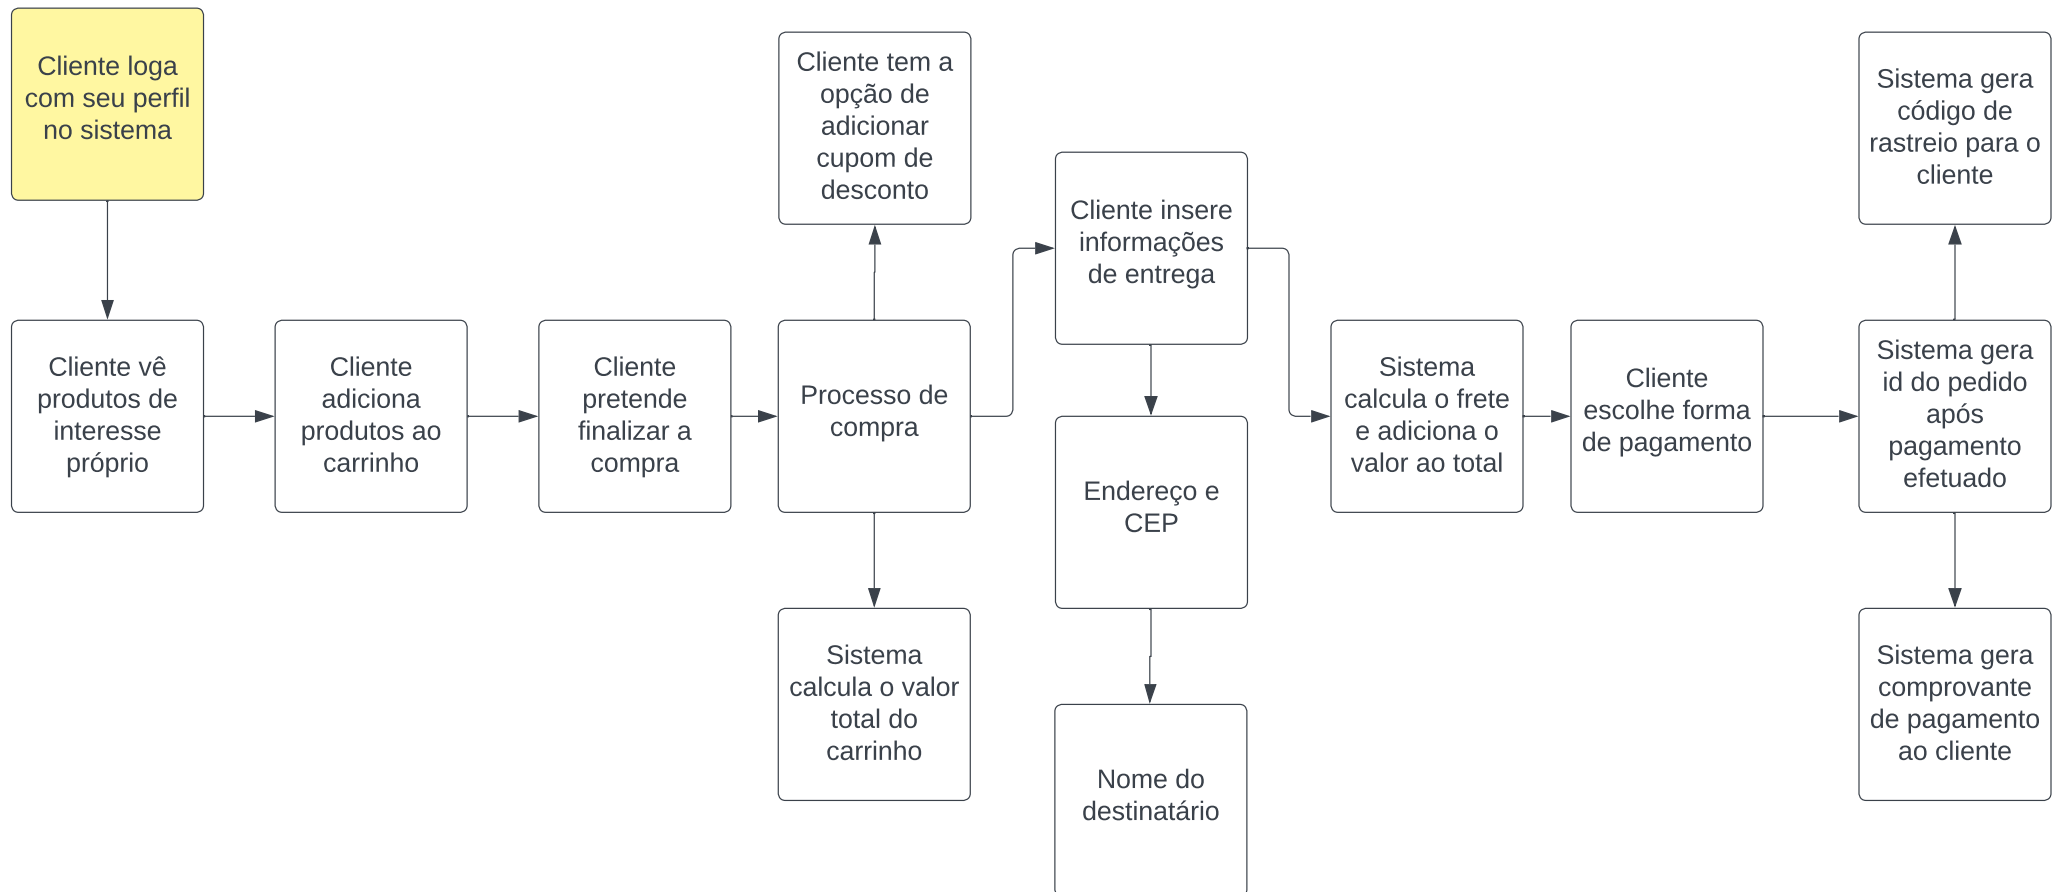 Cliente loga
com seu perfil
no sistema
Cliente vê
produtos de
interesse
próprio
Cliente
adiciona
produtos ao
carrinho
Cliente
pretende
finalizar a
compra
Processo de
compra
Cliente tem a
opção de
adicionar
cupom de
desconto
Sistema
calcula o valor
total do
carrinho
Cliente insere
informações
de entrega
Endereço e
CEP
Nome do
destinatário
Sistema
calcula o frete
e adiciona o
valor ao total
Cliente
escolhe forma
de pagamento
Sistema gera
id do pedido
após
pagamento
efetuado
Sistema gera
código de
rastreio para o
cliente
Sistema gera
comprovante
de pagamento
ao cliente